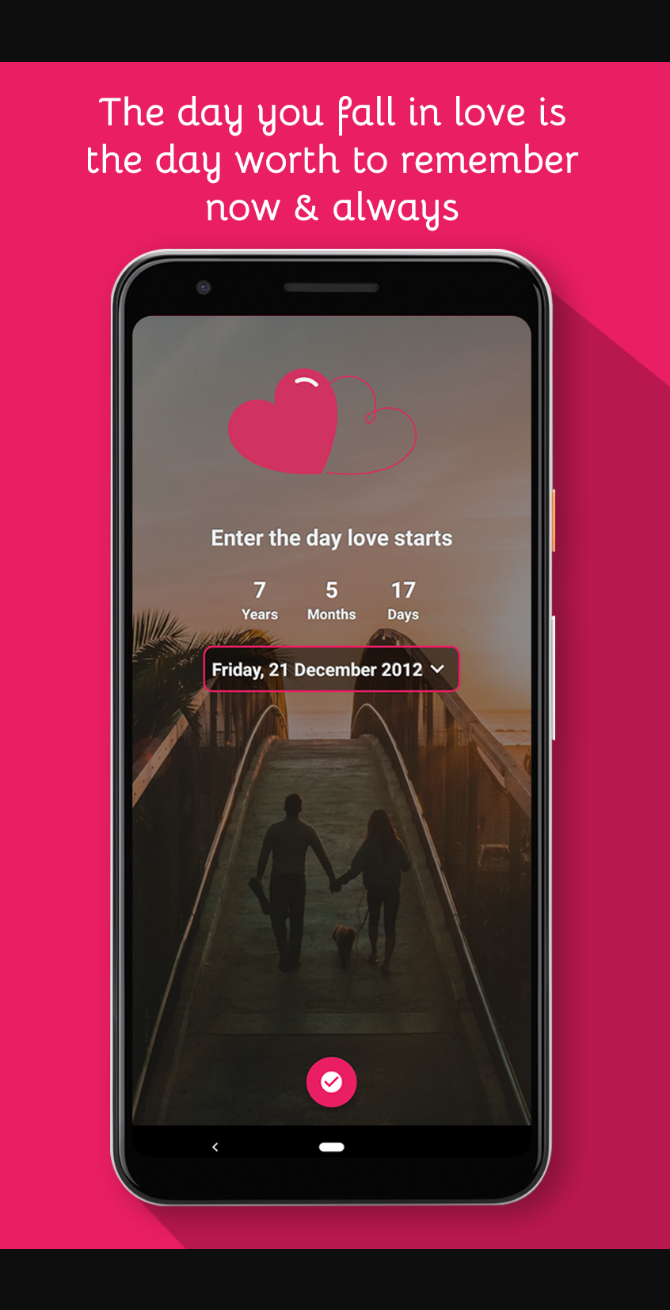 The day you fall in love is
the day worth to remember
now & always
Enter the day love starts
7 5 17
Years Months Days
Friday, 21 December 2012